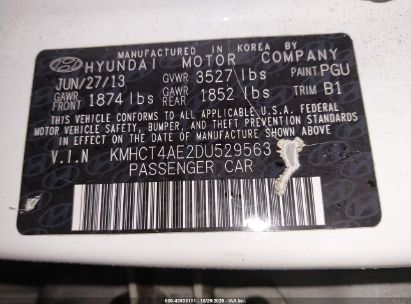 MANUFACTURED IN KOREA BY
HYUNDAI MOTOR COMPANY
JUN/27/13 GVWR 3527 lbs PAINT PGU
GAWR FRONT 1874 lbs GAWR REAR 1852 lbs TRIM B1
THIS VEHICLE CONFORMS TO ALL APPLICABLE U.S.A. FEDERAL
MOTOR VEHICLE SAFETY, BUMPER, AND THEFT PREVENTION STANDARDS
IN EFFECT ON THE DATE OF MANUFACTURE SHOWN ABOVE.
V.I.N KMHCT4AE2DU529563
PASSENGER CAR